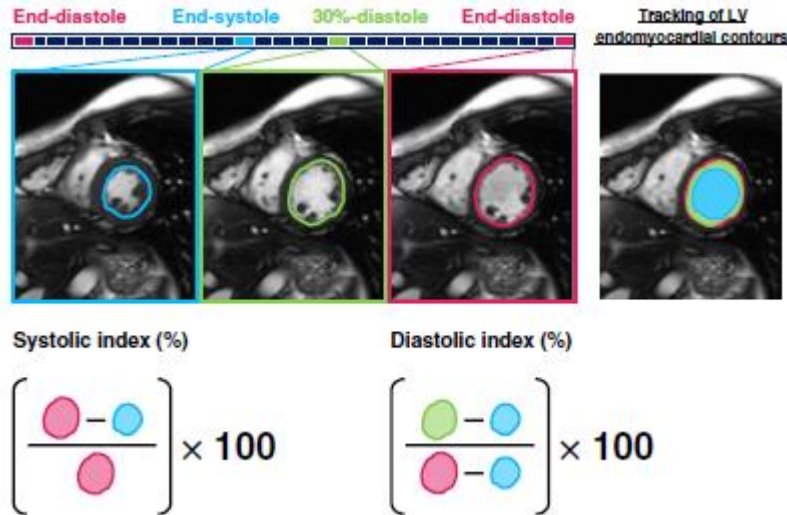 End-diastole End-systole 30%-diastole End-diastole
Tracking of LV
endomyocardial contours
Systolic index (%) Diastolic index (%)
− × 100 − × 100
−